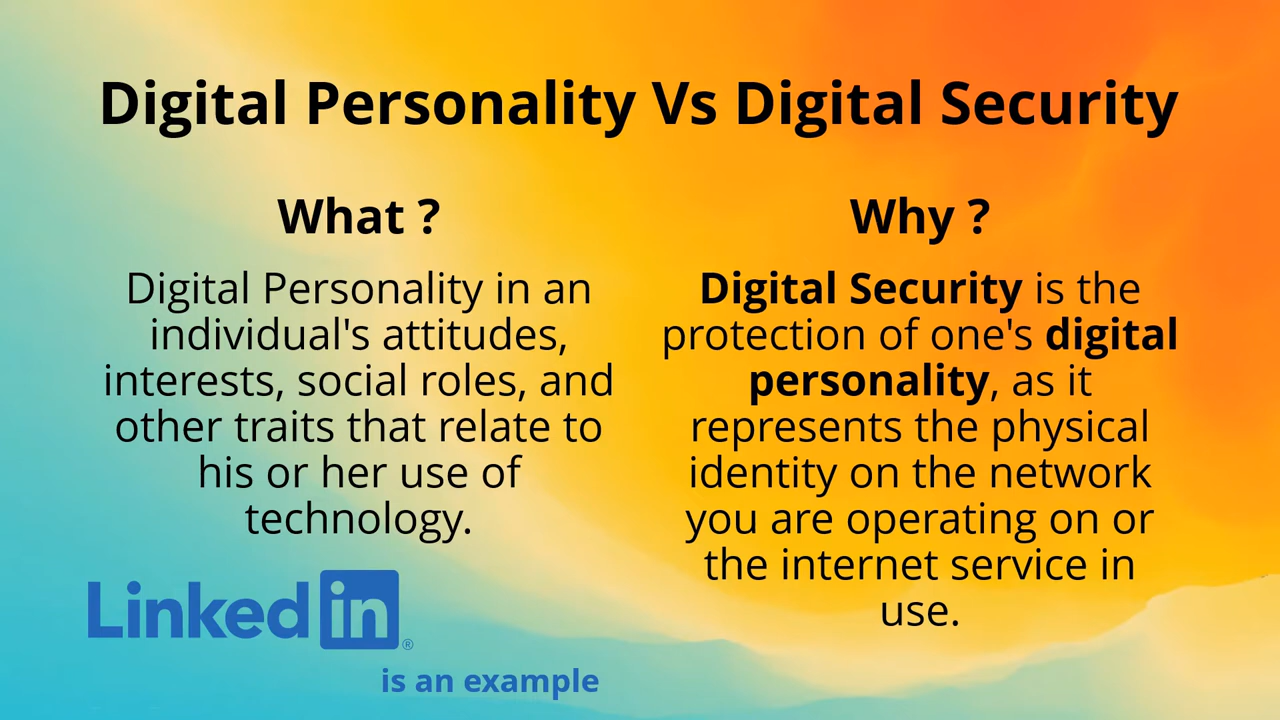 Digital Personality Vs Digital Security
What ?
Digital Personality in an
individual's attitudes,
interests, social roles, and
other traits that relate to
his or her use of
technology.
Linked in ®
is an example
Why ?
Digital Security is the
protection of one's digital
personality, as it
represents the physical
identity on the network
you are operating on or
the internet service in
use.